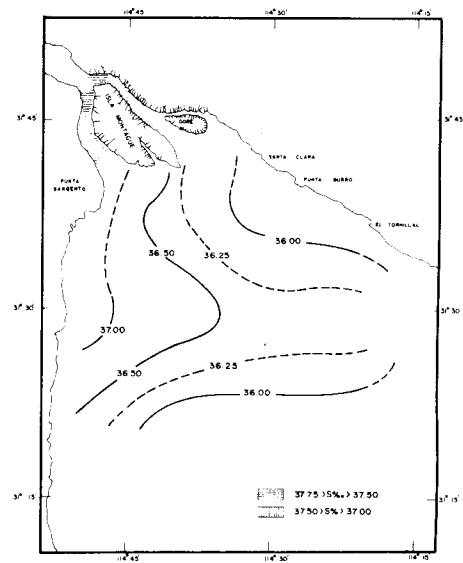 114° 45'
114° 30'
114° 15'
31° 45'
31° 45'
ISLA MONTAGUE
GORE
SANTA CLARA
PUNTA BURRO
PUNTA SARGENTO
EL TORNILLAL
36.00
36.25
36.50
37.00
31° 30'
31° 30'
36.50
36.25
36.00
31° 15'
31° 15'
37.75 > S‰ > 37.50
37.50 > S‰ > 37.00
114° 45'
114° 30'
114° 15'